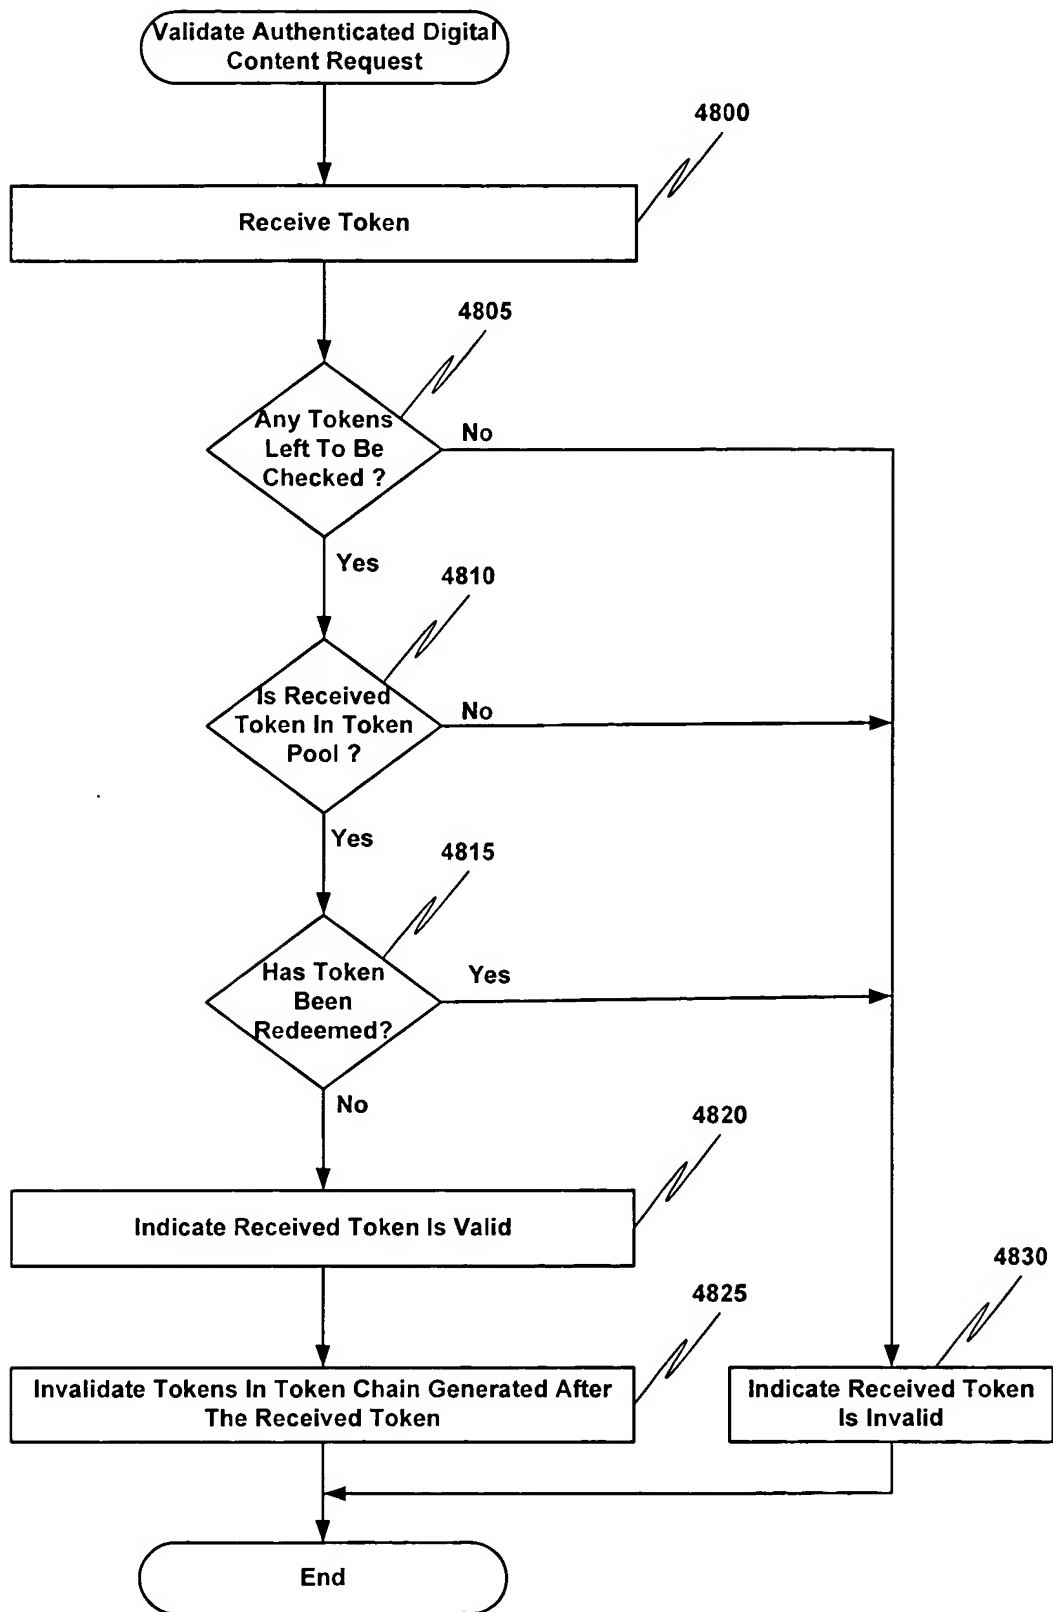 Validate Authenticated Digital
Content Request
4800
Receive Token
4805
Any Tokens
Left To Be
Checked ?
No
Yes
4810
Is Received
Token In Token
Pool ?
No
Yes
4815
Has Token
Been
Redeemed?
Yes
No
4820
Indicate Received Token Is Valid
4830
4825
Invalidate Tokens In Token Chain Generated After
The Received Token
Indicate Received Token
Is Invalid
End